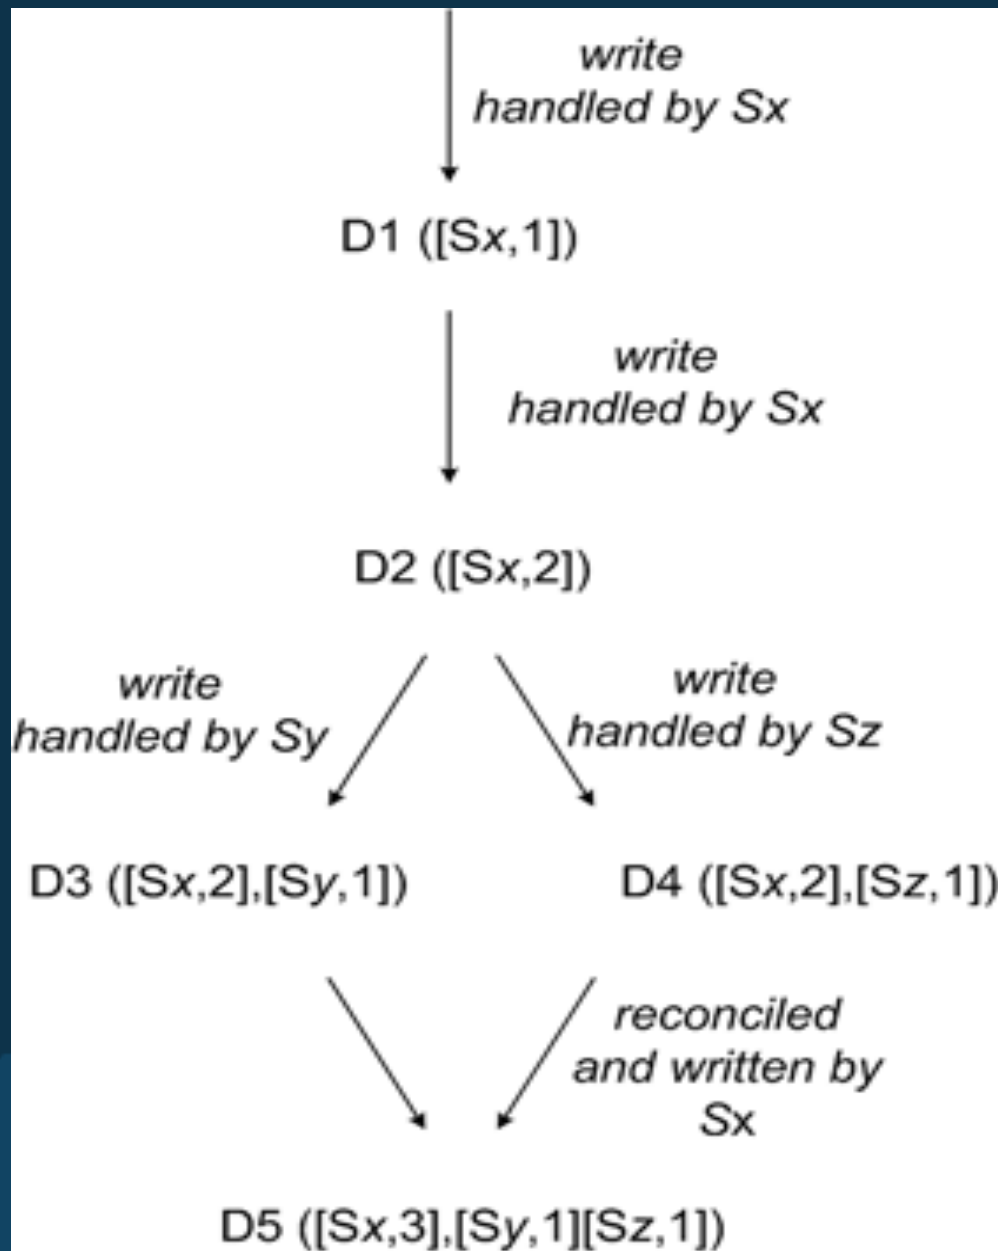 write
handled by Sx
D1 ([Sx,1])
write
handled by Sx
D2 ([Sx,2])
write
handled by Sy
write
handled by Sz
D3 ([Sx,2],[Sy,1])
D4 ([Sx,2],[Sz,1])
reconciled
and written by
Sx
D5 ([Sx,3],[Sy,1][Sz,1])